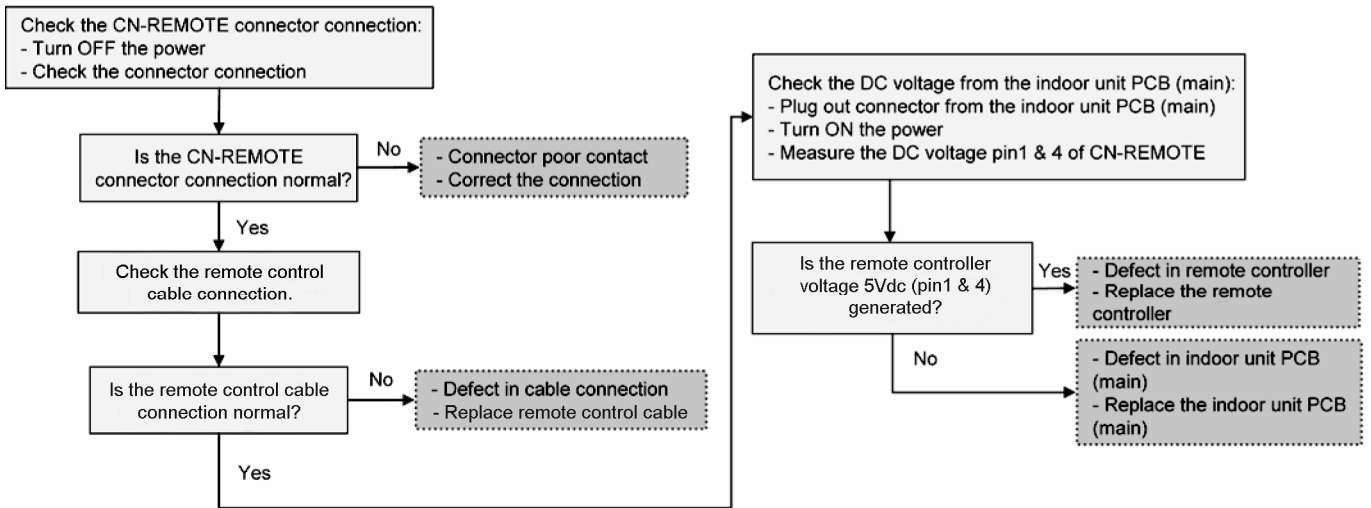 Check the CN-REMOTE connector connection:
- Turn OFF the power
- Check the connector connection
Is the CN-REMOTE
connector connection normal?
No
- Connector poor contact
- Correct the connection
Yes
Check the remote control
cable connection.
Is the remote control cable
connection normal?
No
- Defect in cable connection
- Replace remote control cable
Yes
Check the DC voltage from the indoor unit PCB (main):
- Plug out connector from the indoor unit PCB (main)
- Turn ON the power
- Measure the DC voltage pin1 & 4 of CN-REMOTE
Is the remote controller
voltage 5Vdc (pin1 & 4)
generated?
Yes
- Defect in remote controller
- Replace the remote
controller
No
- Defect in indoor unit PCB
(main)
- Replace the indoor unit PCB
(main)